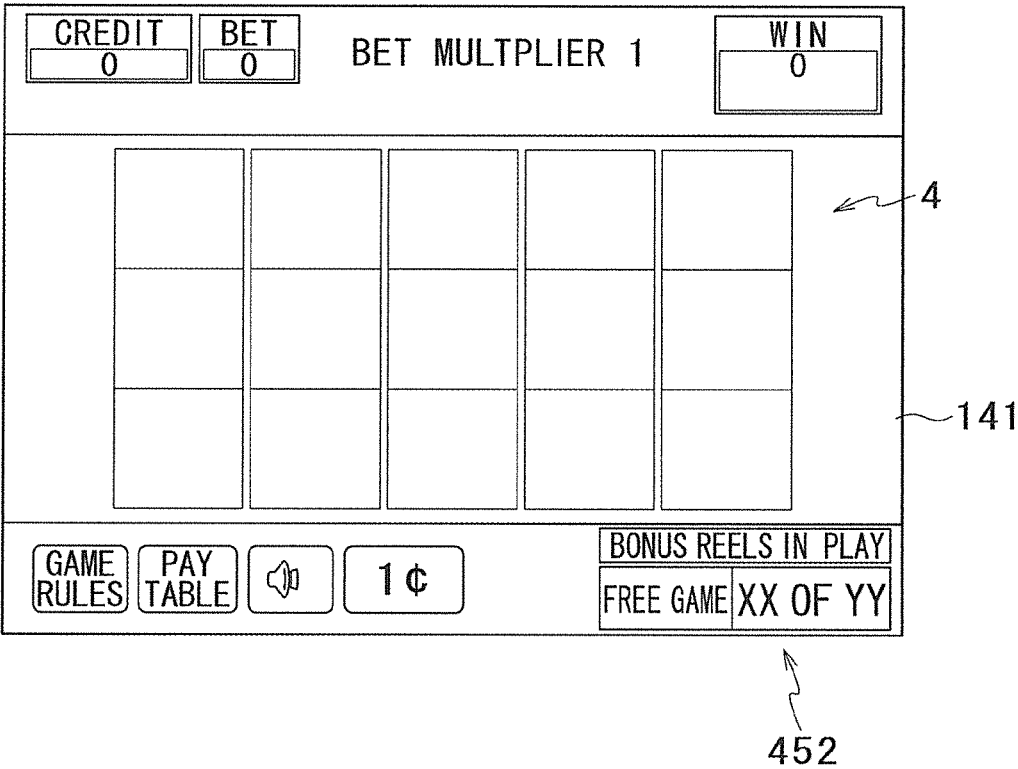 CREDIT
0
BET
0
BET MULTPLIER 1
WIN
0
4
141
GAME
RULES
PAY
TABLE
1¢
BONUS REELS IN PLAY
FREE GAME
XX OF YY
452